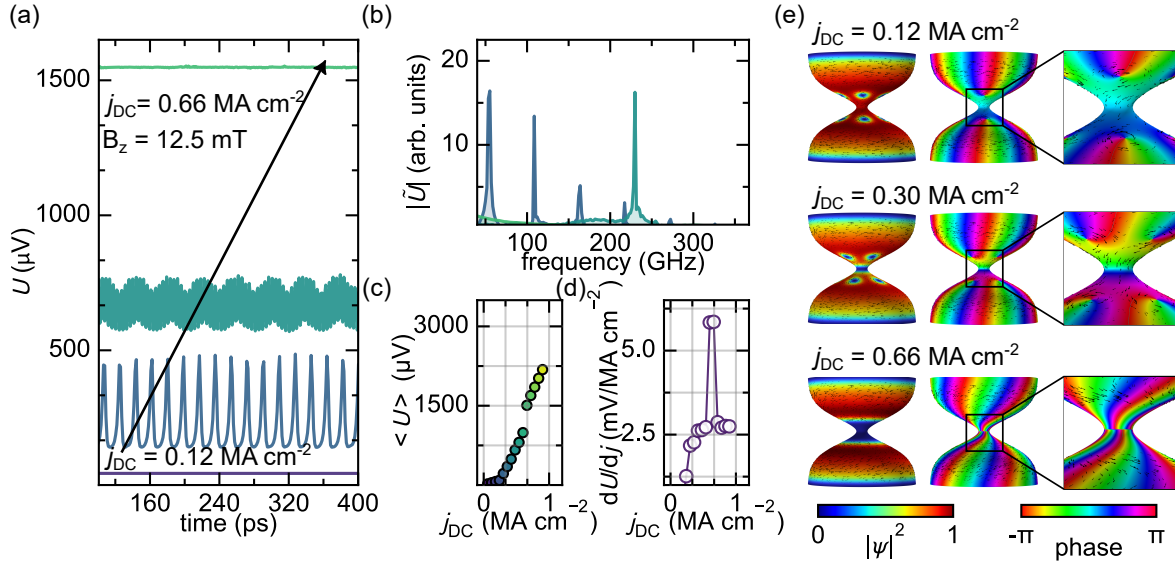 (a)
1500
1000
500
U (μV)
j_DC = 0.66 MA cm⁻²
B_z = 12.5 mT
j_DC = 0.12 MA cm⁻²
160 240 320 400
time (ps)
(b)
20
10
|Ũ| (arb. units)
100 200 300
frequency (GHz)
(c)
3000
1500
< U > (μV)
0 1
j_DC (MA cm⁻²)
(d)
5.0
2.5
dU/dj (mV/MA cm⁻²)
0 1
j_DC (MA cm⁻²)
(e)
j_DC = 0.12 MA cm⁻²
j_DC = 0.30 MA cm⁻²
j_DC = 0.66 MA cm⁻²
0 1
|ψ|²
-π π
phase